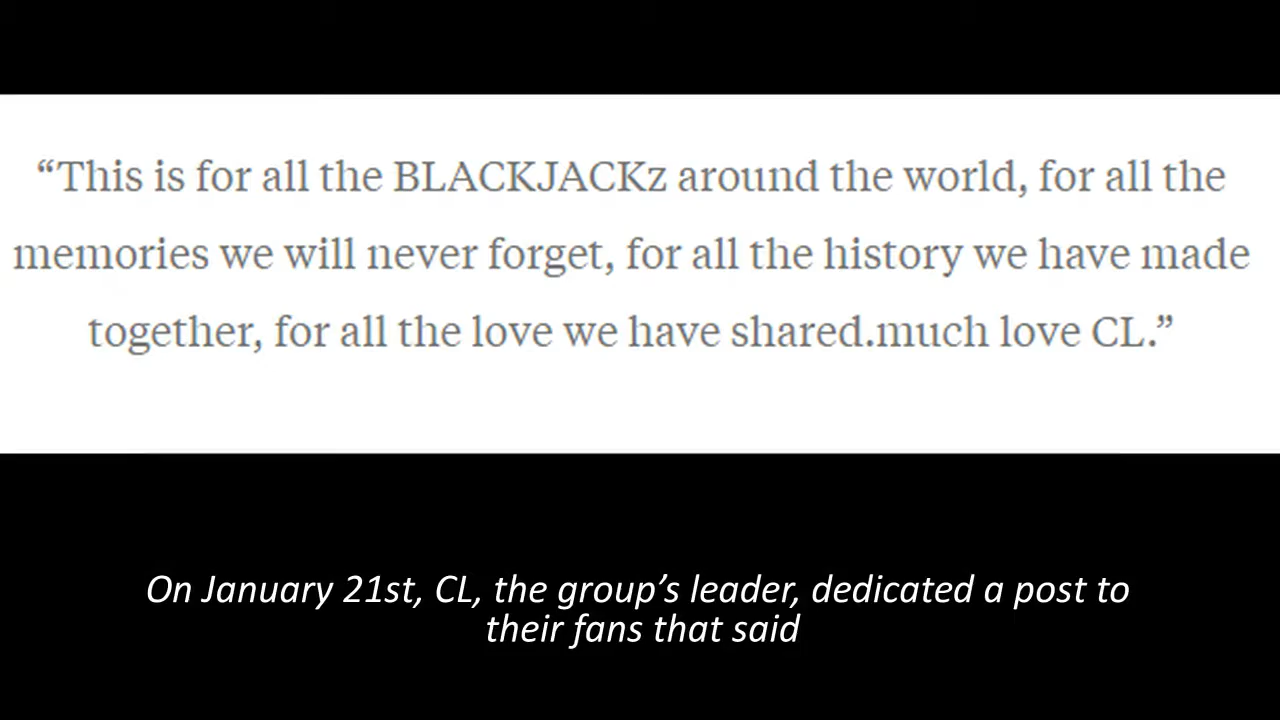 “This is for all the BLACKJACKz around the world, for all the
memories we will never forget, for all the history we have made
together, for all the love we have shared.much love CL.”
On January 21st, CL, the group’s leader, dedicated a post to
their fans that said